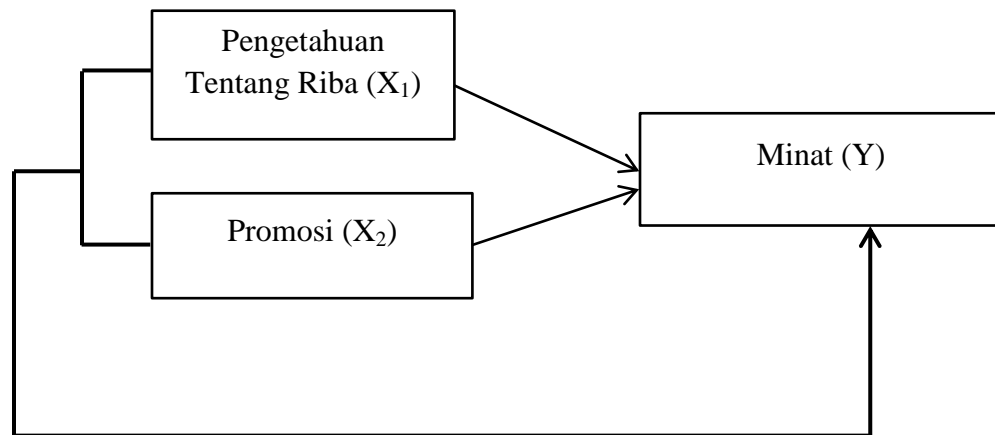 Pengetahuan
Tentang Riba (X₁)
Minat (Y)
Promosi (X₂)